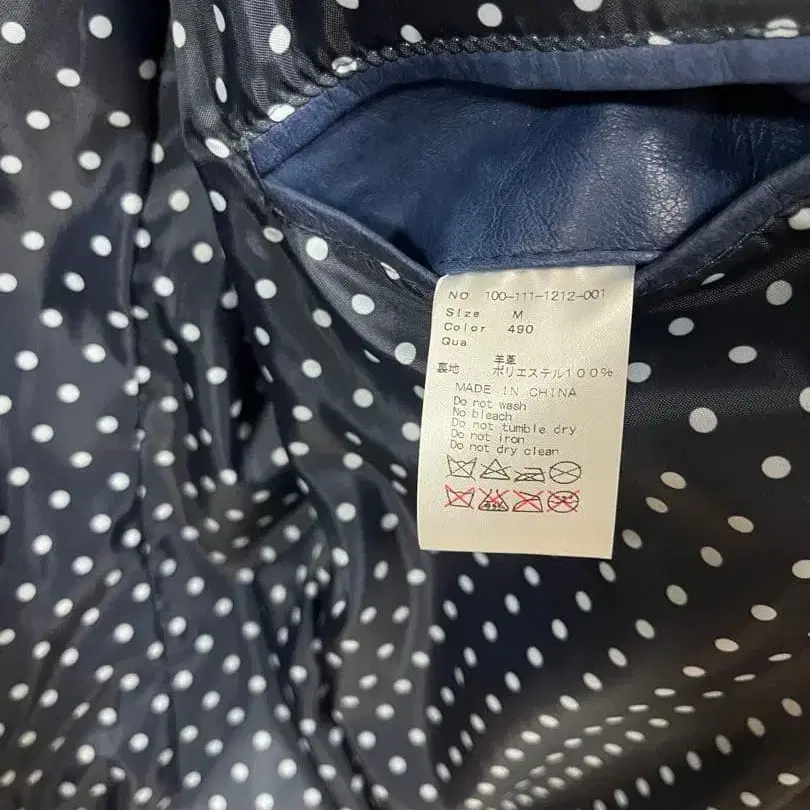 NO. 100-111-1212-001
Size M
Color 490
Qua
羊革
裏地 ポリエステル100%
MADE IN CHINA
Do not wash
No bleach
Do not tumble dry
Do not iron
Do not dry clean